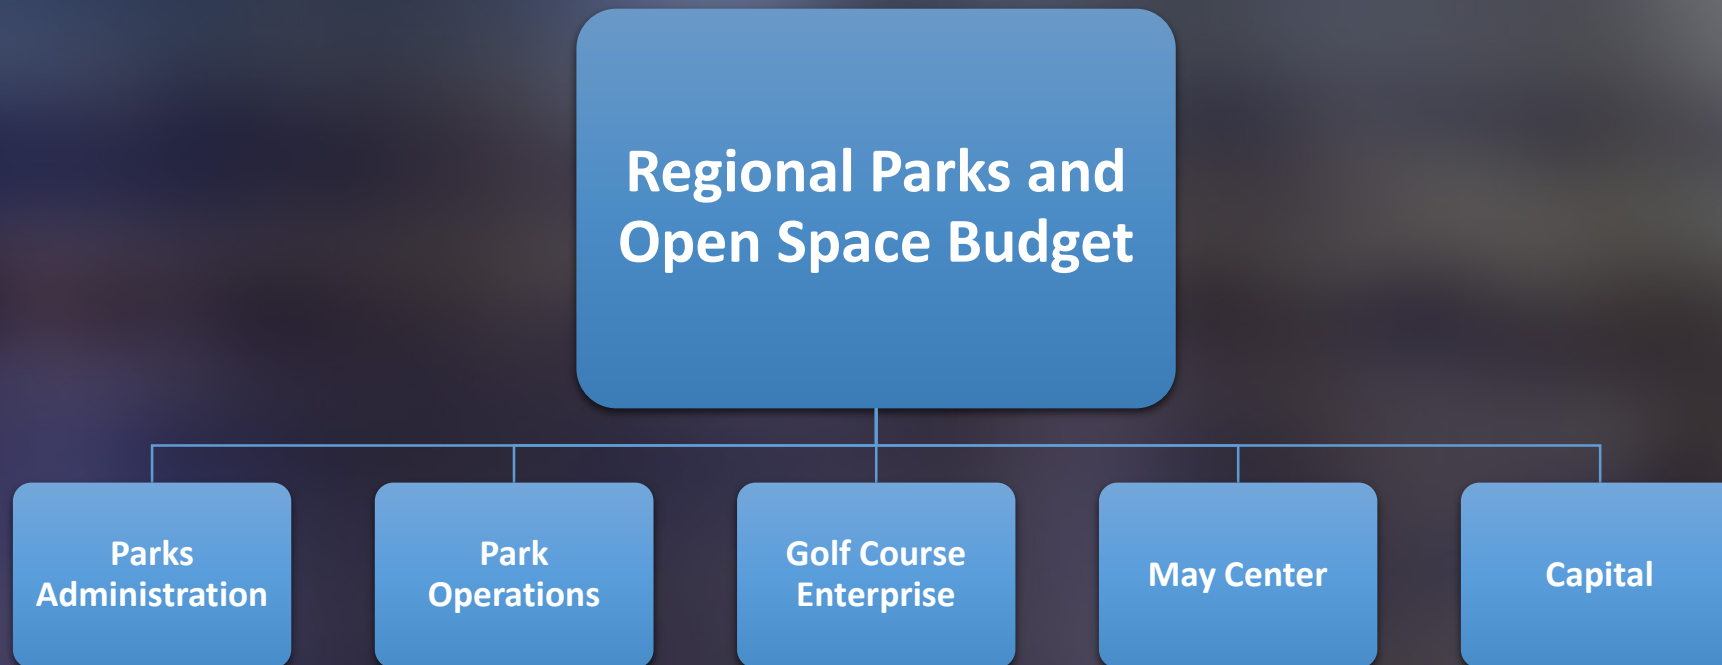 Regional Parks and
Open Space Budget
Parks
Administration
Park
Operations
Golf Course
Enterprise
May Center
Capital